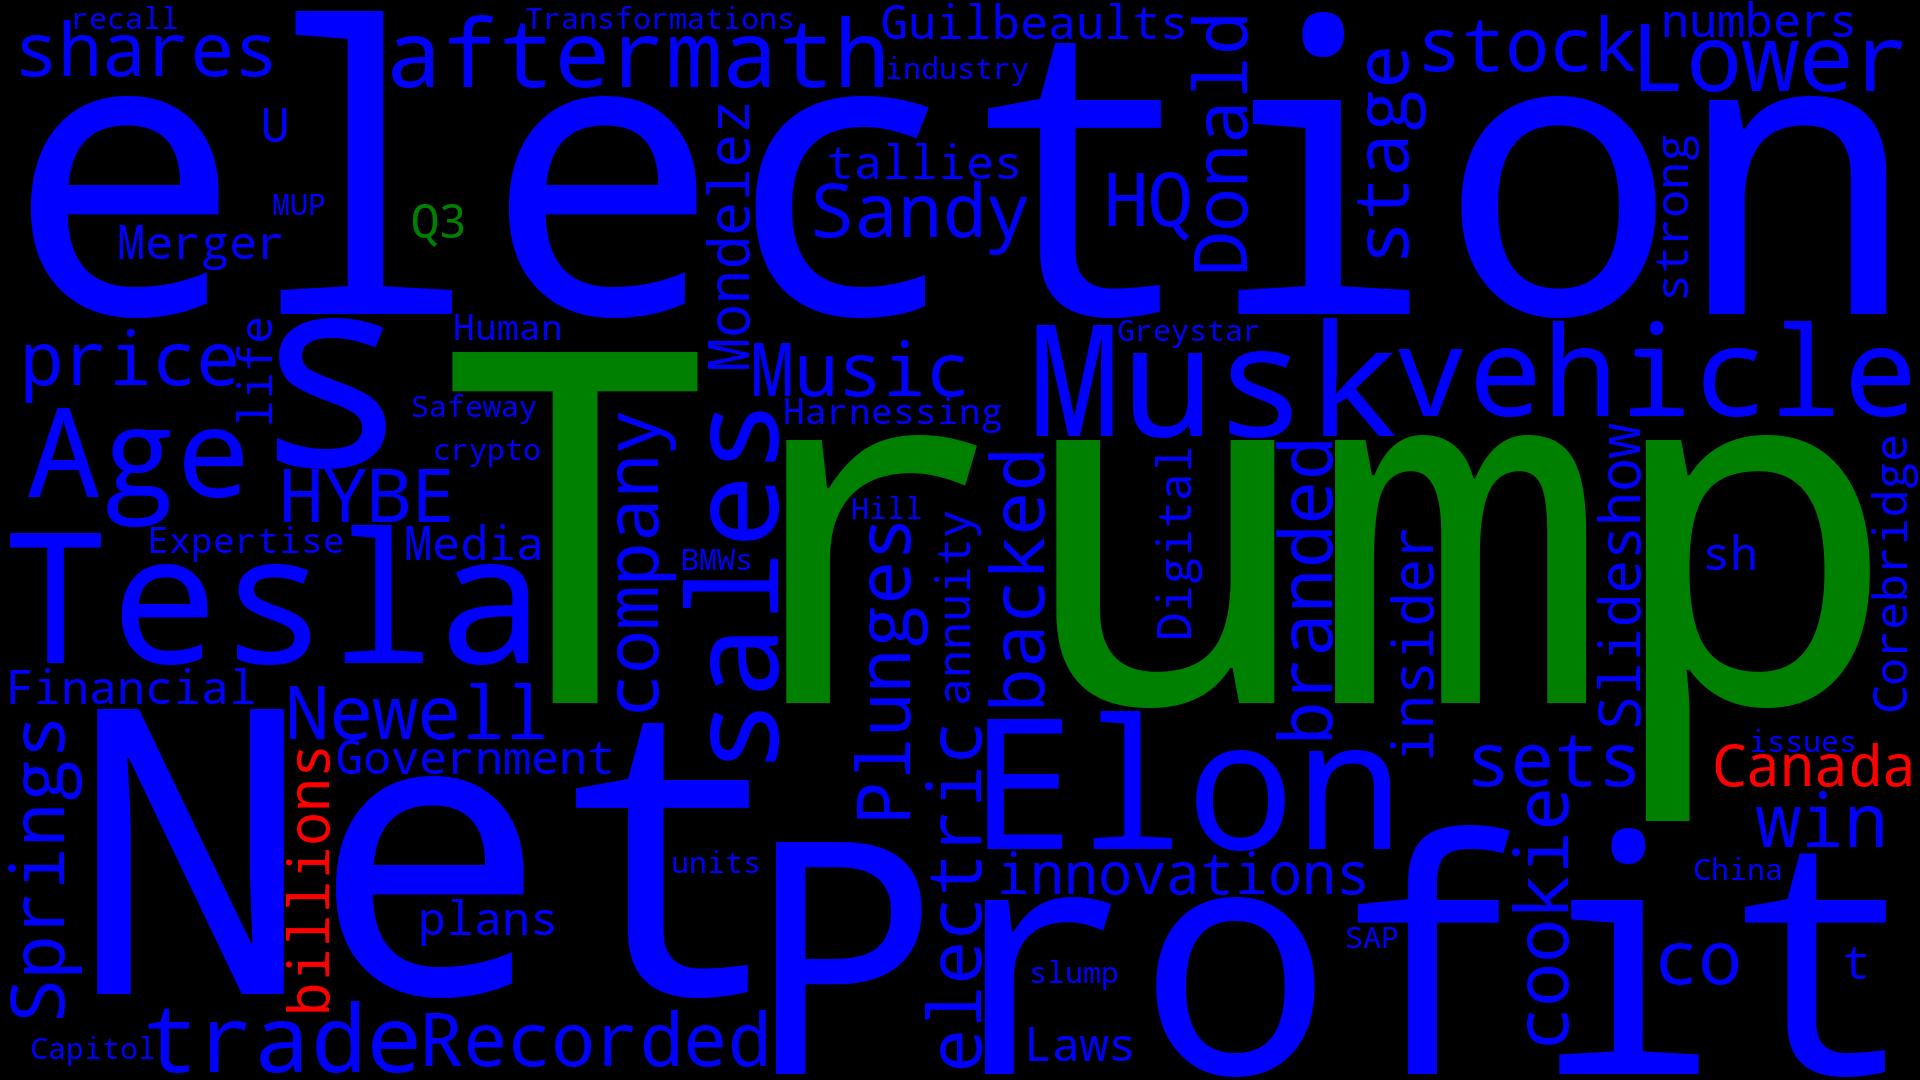 recall
Transformations
Guilbeaults
numbers
shares
aftermath
industry
Donald
stage
stock
Lower
election
U
Mondelez
tallies
strong
MUP
Q3
Sandy
HQ
Merger
s
Human
Greystar
price
life
Music
Musk
vehicle
Safeway
Harnessing
Trump
Age
crypto
company
sales
backed
Digital
branded
Slideshow
Corebridge
HYBE
Hill
Plunges
annuity
insider
Tesla
Expertise
Media
BMWs
sh
Financial
Newell
Net
Elon
Springs
billions
Government
electric
sets
issues
Canada
cookie
win
innovations
units
Profit
China
plans
SAP
co
t
slump
trade
Recorded
Laws
Capitol